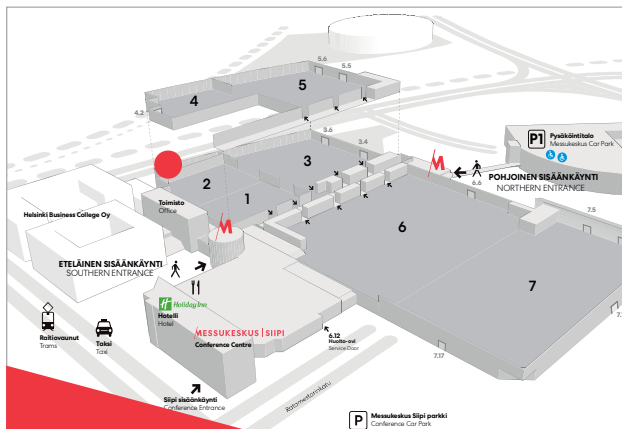 5.6
5.5
5
4
4.2
3.6
3.4
3
P1
Pysäköintitalo
Messukeskus Car Park
M
POHJOINEN SISÄÄNKÄYNTI
NORTHERN ENTRANCE
6.6
2
1
Toimisto
Office
Helsinki Business College Oy
M
6
7.5
ETELÄINEN SISÄÄNKÄYNTI
SOUTHERN ENTRANCE
7
H Holiday Inn
Hotelli
Hotel
MESSUKESKUS | SIIPI
Conference Centre
6.12
Huolto-ovi
Service Door
Raitiovaunut
Trams
Taksi
Taxi
7.17
Siipi sisäänkäynti
Conference Entrance
Ratamestarinkatu
P
Messukeskus Siipi parkki
Conference Car Park